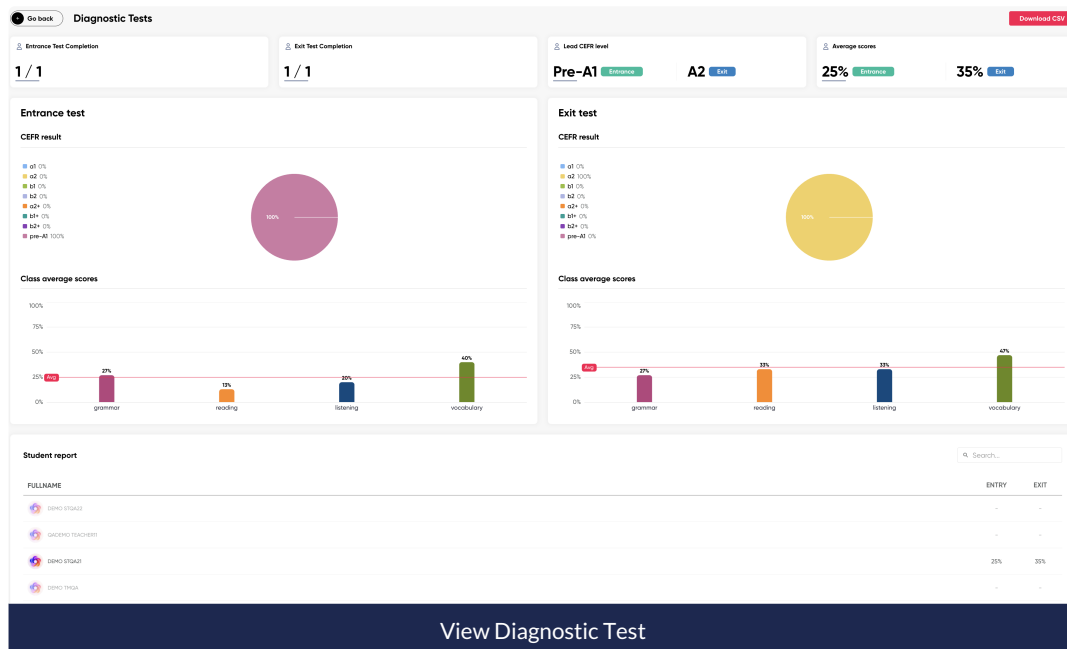 Go back
Diagnostic Tests
Download CSV
Entrance Test Completion
1 / 1
Exit Test Completion
1 / 1
Lead CEFR level
Pre-A1 Entrance
A2 Exit
Average scores
25% Entrance
35% Exit
Entrance test
CEFR result
a1 0%
a2 0%
b1 0%
b2 0%
a2+ 0%
b1+ 0%
b2+ 0%
pre-A1 100%
100%
Class average scores
100%
75%
50%
25%
0%
Avg
27%
13%
20%
40%
grammar
reading
listening
vocabulary
Exit test
CEFR result
a1 0%
a2 100%
b1 0%
b2 0%
a2+ 0%
b1+ 0%
b2+ 0%
pre-A1 0%
100%
Class average scores
100%
75%
50%
25%
0%
Avg
27%
33%
33%
47%
grammar
reading
listening
vocabulary
Student report
Search...
FULLNAME ENTRY EXIT
DEMO STQA22 - -
QADEMO TEACHER11 - -
DEMO STQA21 25% 35%
DEMO TMQA - -
View Diagnostic Test